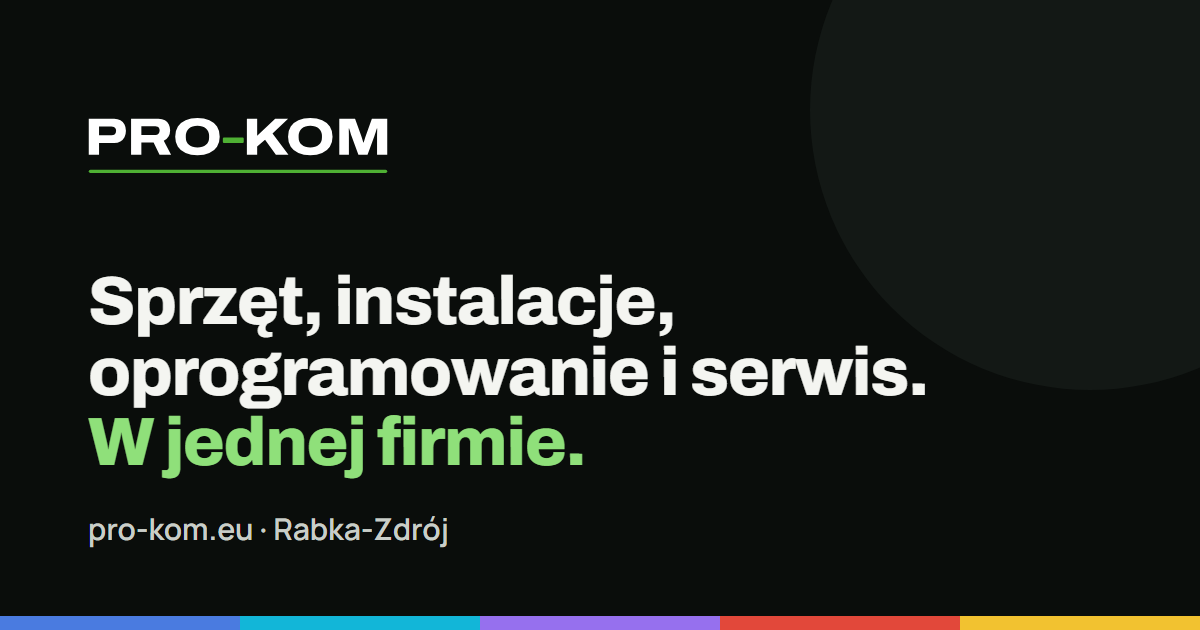 PRO-KOM
Sprzęt, instalacje,
oprogramowanie i serwis.
W jednej firmie.
pro-kom.eu · Rabka-Zdrój